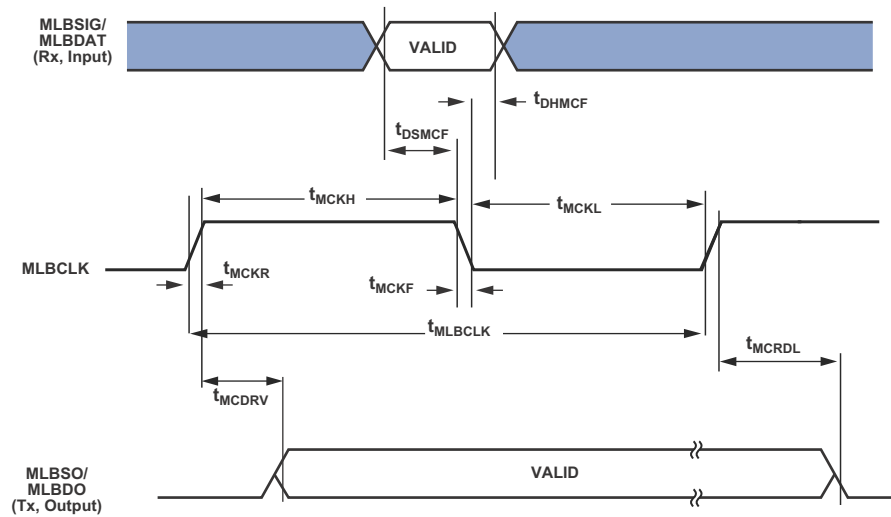 MLBSIG/
MLBDAT
(Rx, Input)
VALID
tDHMCF
tDSMCF
tMCKH
tMCKL
MLBCLK
tMCKR
tMCKF
tMLBCLK
tMCRDL
tMCDRV
MLBSO/
MLBDO
(Tx, Output)
VALID